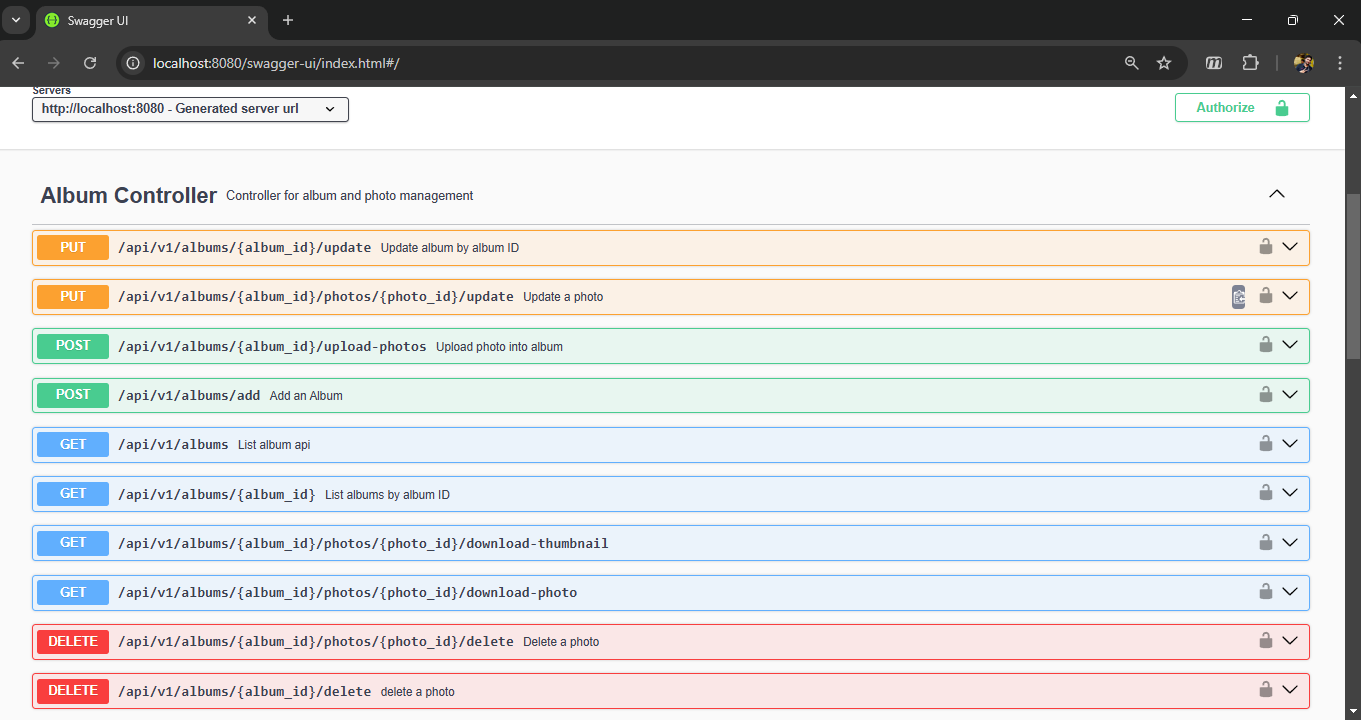 Swagger UI
localhost:8080/swagger-ui/index.html#/
Servers
http://localhost:8080 - Generated server url
Authorize
Album Controller Controller for album and photo management
PUT /api/v1/albums/{album_id}/update Update album by album ID
PUT /api/v1/albums/{album_id}/photos/{photo_id}/update Update a photo
POST /api/v1/albums/{album_id}/upload-photos Upload photo into album
POST /api/v1/albums/add Add an Album
GET /api/v1/albums List album api
GET /api/v1/albums/{album_id} List albums by album ID
GET /api/v1/albums/{album_id}/photos/{photo_id}/download-thumbnail
GET /api/v1/albums/{album_id}/photos/{photo_id}/download-photo
DELETE /api/v1/albums/{album_id}/photos/{photo_id}/delete Delete a photo
DELETE /api/v1/albums/{album_id}/delete delete a photo